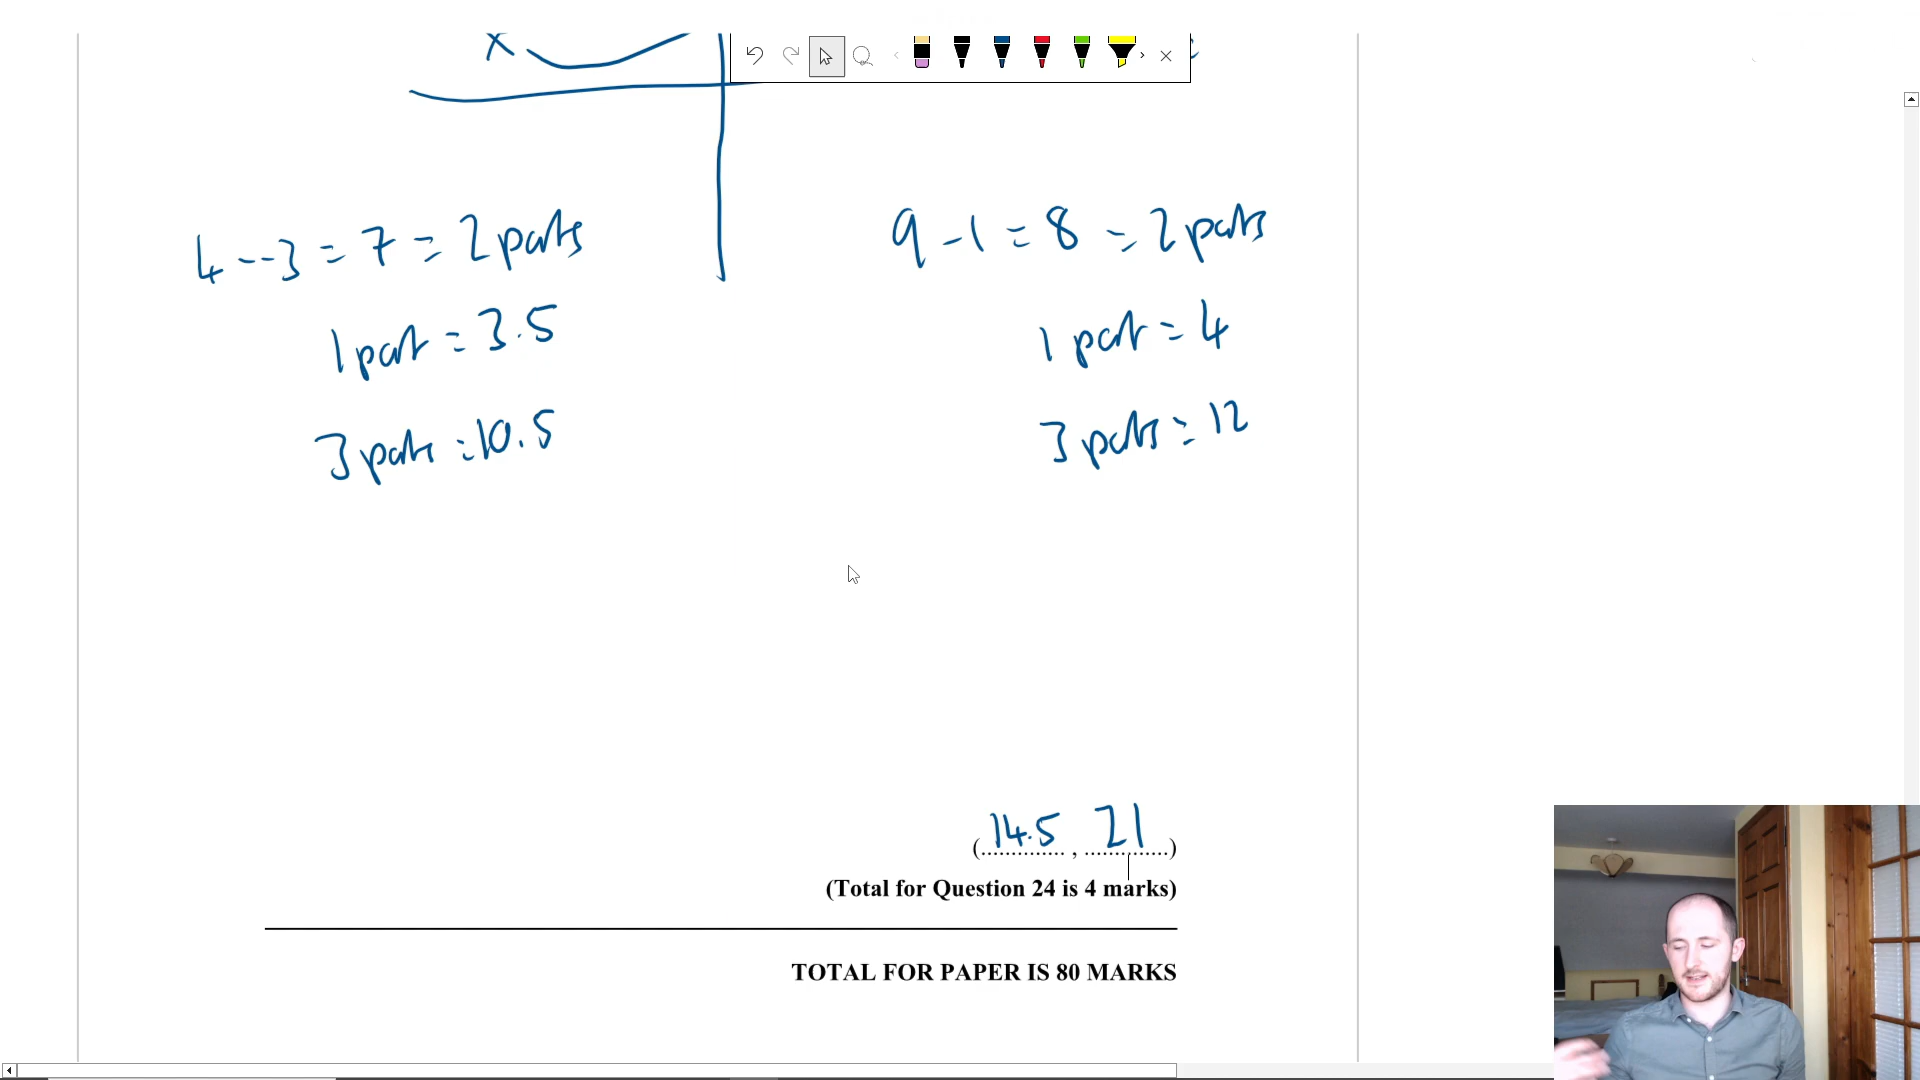 x
4 - -3 = 7 = 2 parts
1 part = 3.5
3 parts = 10.5
9 - 1 = 8 = 2 parts
1 part = 4
3 parts = 12
(14.5 , 21)
(Total for Question 24 is 4 marks)
TOTAL FOR PAPER IS 80 MARKS